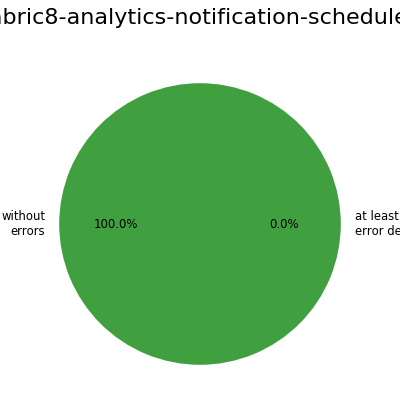 abric8-analytics-notification-schedule
without
errors
100.0%
0.0%
at least
error de